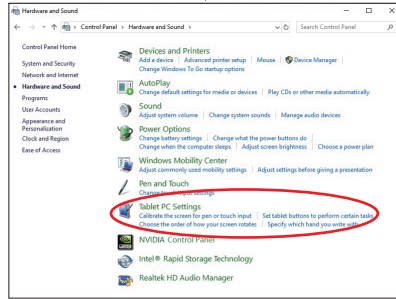 Hardware and Sound
Control Panel > Hardware and Sound >
Search Control Panel
Control Panel Home
System and Security
Network and Internet
Hardware and Sound
Programs
User Accounts
Appearance and
Personalization
Clock and Region
Ease of Access
Devices and Printers
Add a device | Advanced printer setup | Mouse | Device Manager |
Change Windows To Go startup options
AutoPlay
Change default settings for media or devices | Play CDs or other media automatically
Sound
Adjust system volume | Change system sounds | Manage audio devices
Power Options
Change battery settings | Change what the power buttons do |
Change when the computer sleeps | Adjust screen brightness | Choose a power plan
Windows Mobility Center
Adjust commonly used mobility settings | Adjust settings before giving a presentation
Pen and Touch
Change touch input settings
Tablet PC Settings
Calibrate the screen for pen or touch input | Set tablet buttons to perform certain tasks
Choose the order of how your screen rotates | Specify which hand you write with
NVIDIA Control Panel
Intel® Rapid Storage Technology
Realtek HD Audio Manager